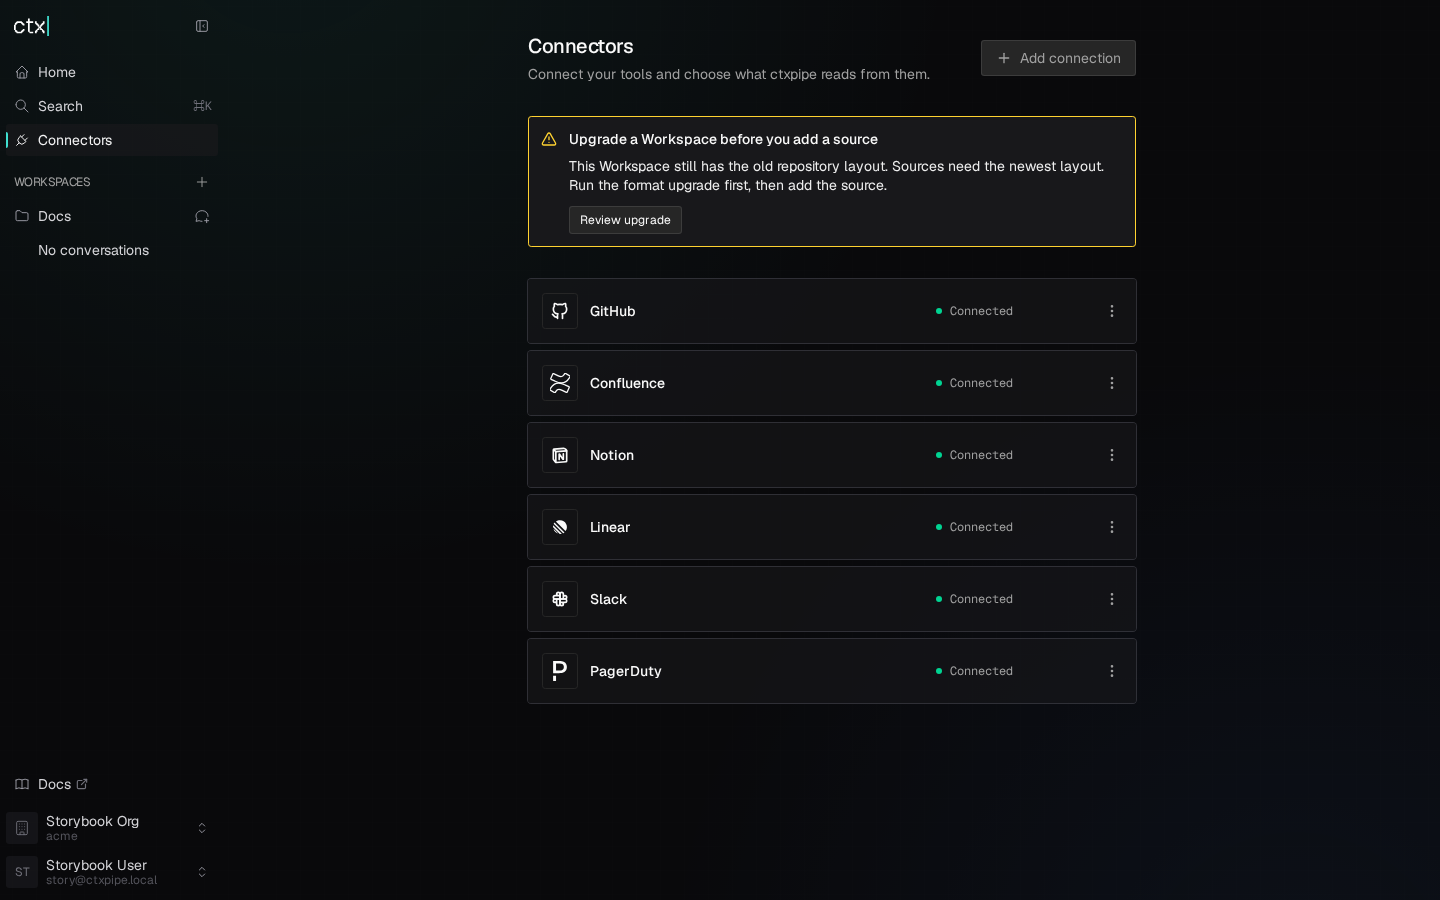 ctx
Home
Search ⌘K
Connectors
WORKSPACES
Docs
No conversations
Docs
Storybook Org
acme
ST
Storybook User
story@ctxpipe.local
Connectors
Connect your tools and choose what ctxpipe reads from them.
Add connection
Upgrade a Workspace before you add a source
This Workspace still has the old repository layout. Sources need the newest layout.
Run the format upgrade first, then add the source.
Review upgrade
GitHub Connected
Confluence Connected
Notion Connected
Linear Connected
Slack Connected
PagerDuty Connected